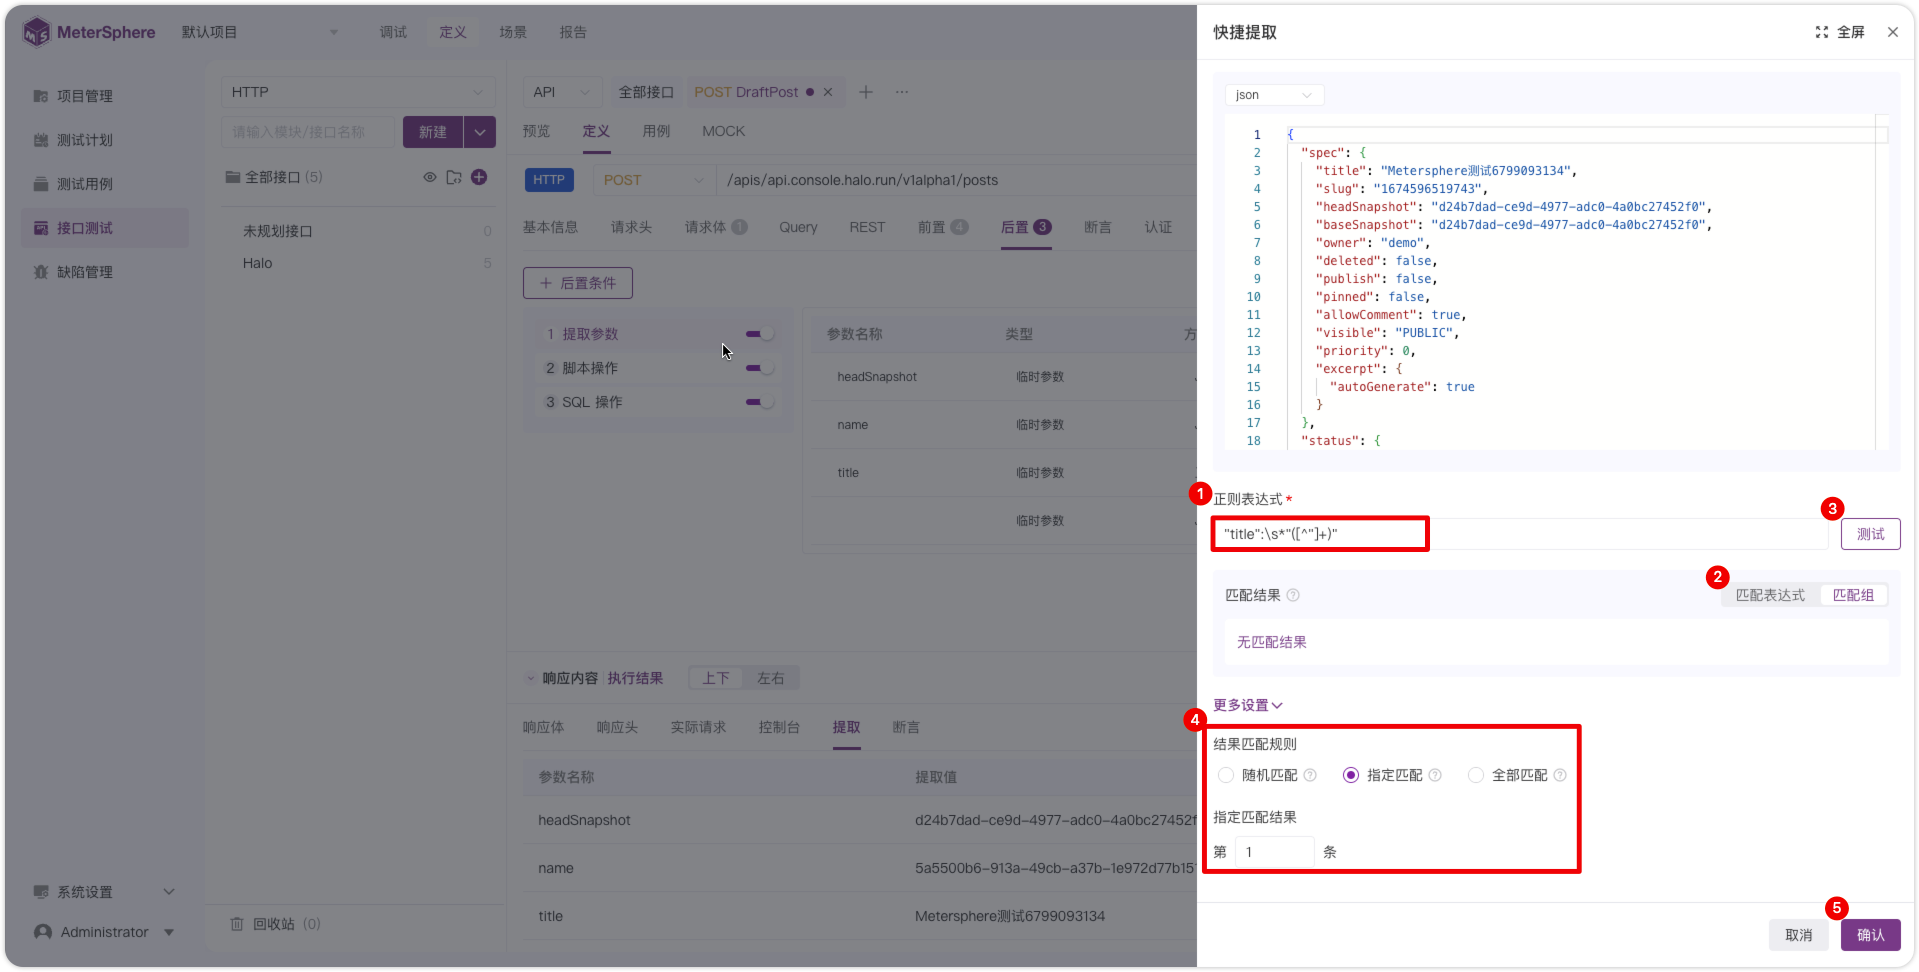 MeterSphere
默认项目
调试
定义
场景
报告
项目管理
测试计划
测试用例
接口测试
缺陷管理
系统设置
Administrator
HTTP
请输入模块/接口名称
新建
全部接口 (5)
未规划接口 0
Halo 5
回收站 (0)
API
全部接口
POST DraftPost
预览
定义
用例
MOCK
HTTP
POST
/apis/api.console.halo.run/v1alpha1/posts
基本信息
请求头
请求体 1
Query
REST
前置 4
后置 3
断言
认证
+ 后置条件
1 提取参数
2 脚本操作
3 SQL 操作
参数名称 类型 方
headSnapshot 临时参数
name 临时参数
title 临时参数
临时参数
响应内容 执行结果 上下 左右
响应体
响应头
实际请求
控制台
提取
断言
参数名称 提取值
headSnapshot d24b7dad-ce9d-4977-adc0-4a0bc27452f
name 5a5500b6-913a-49cb-a37b-1e972d77b15
title Metersphere测试6799093134
快捷提取
全屏
json
1 {
2 "spec": {
3 "title": "Metersphere测试6799093134",
4 "slug": "1674596519743",
5 "headSnapshot": "d24b7dad-ce9d-4977-adc0-4a0bc27452f0",
6 "baseSnapshot": "d24b7dad-ce9d-4977-adc0-4a0bc27452f0",
7 "owner": "demo",
8 "deleted": false,
9 "publish": false,
10 "pinned": false,
11 "allowComment": true,
12 "visible": "PUBLIC",
13 "priority": 0,
14 "excerpt": {
15 "autoGenerate": true
16 }
17 },
18 "status": {
1
正则表达式 *
"title":\s*"([^"]+)"
3
测试
匹配结果
2
匹配表达式
匹配组
无匹配结果
更多设置
4
结果匹配规则
随机匹配
指定匹配
全部匹配
指定匹配结果
第 1 条
5
取消
确认